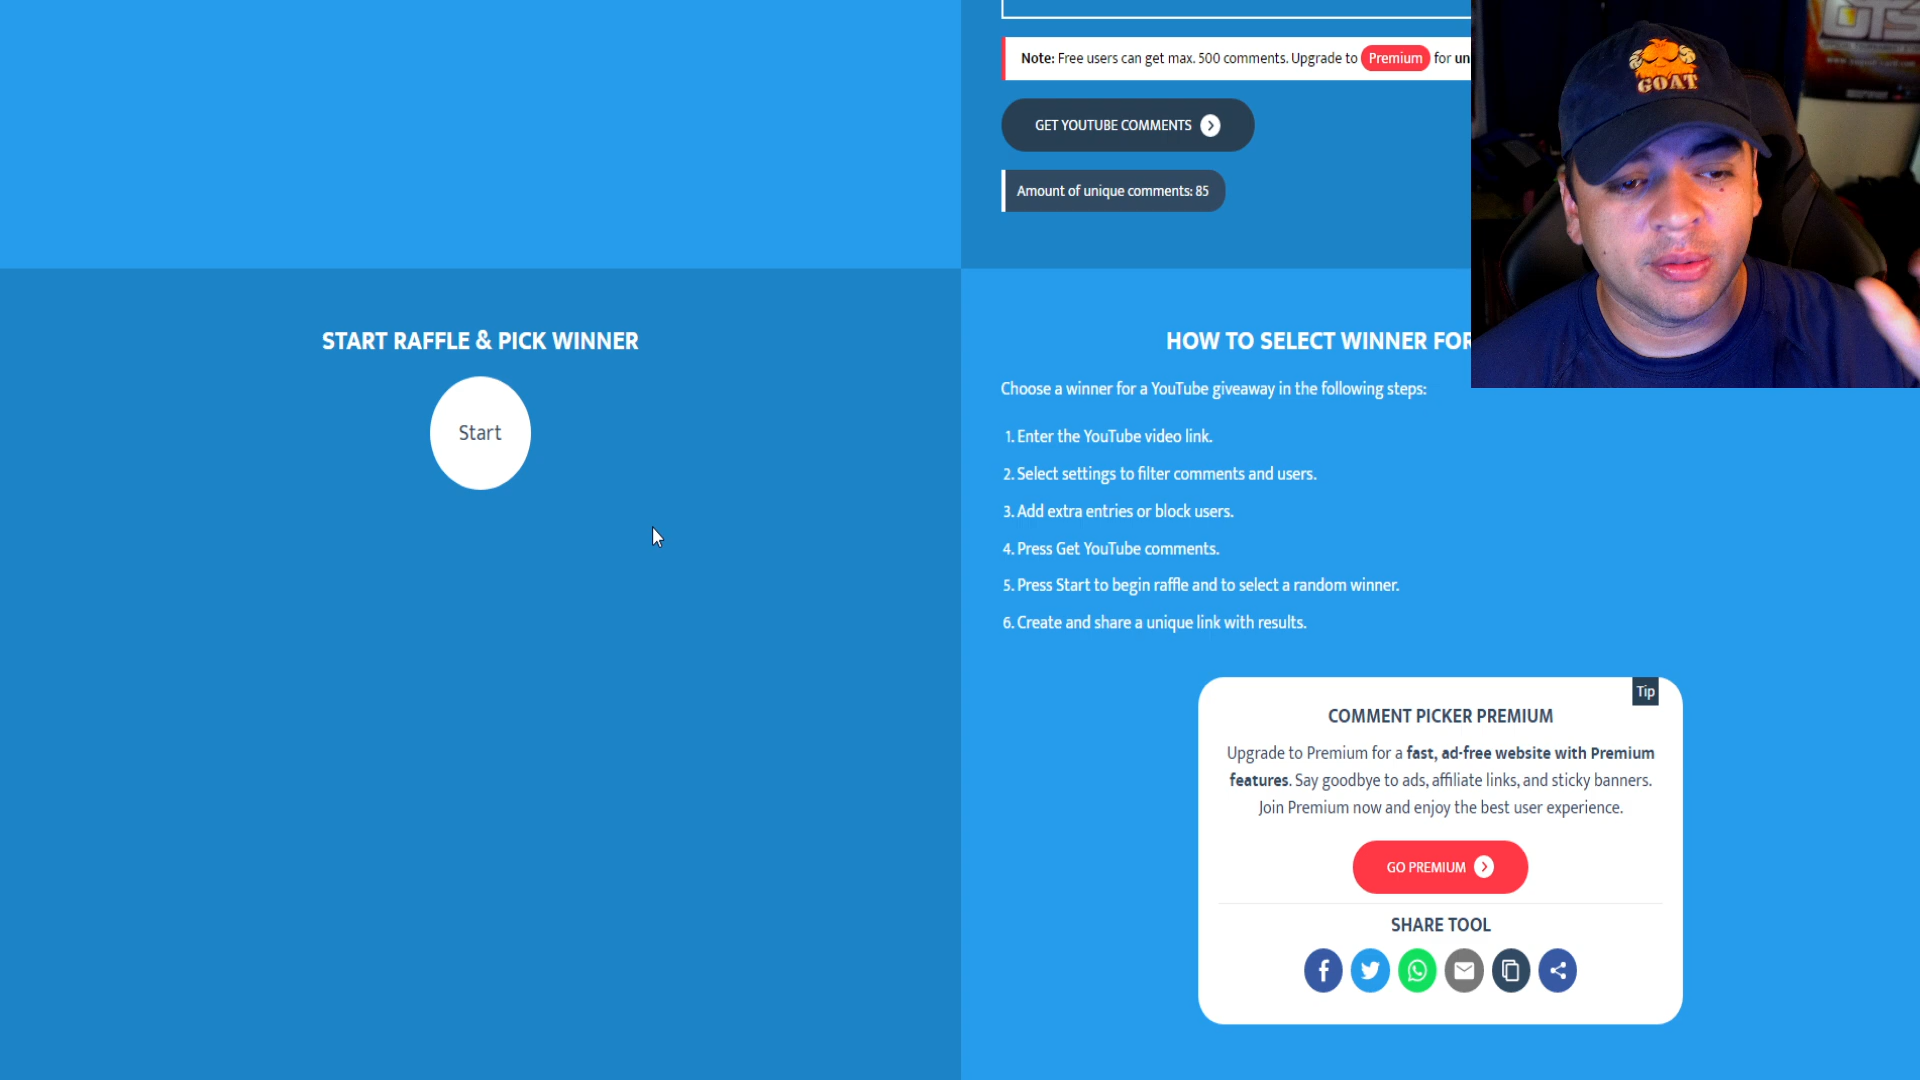 Note: Free users can get max. 500 comments. Upgrade to Premium for un
GET YOUTUBE COMMENTS
Amount of unique comments: 85
GOAT
START RAFFLE & PICK WINNER
Start
HOW TO SELECT WINNER FOR
Choose a winner for a YouTube giveaway in the following steps:
1. Enter the YouTube video link.
2. Select settings to filter comments and users.
3. Add extra entries or block users.
4. Press Get YouTube comments.
5. Press Start to begin raffle and to select a random winner.
6. Create and share a unique link with results.
Tip
COMMENT PICKER PREMIUM
Upgrade to Premium for a fast, ad-free website with Premium
features. Say goodbye to ads, affiliate links, and sticky banners.
Join Premium now and enjoy the best user experience.
GO PREMIUM
SHARE TOOL